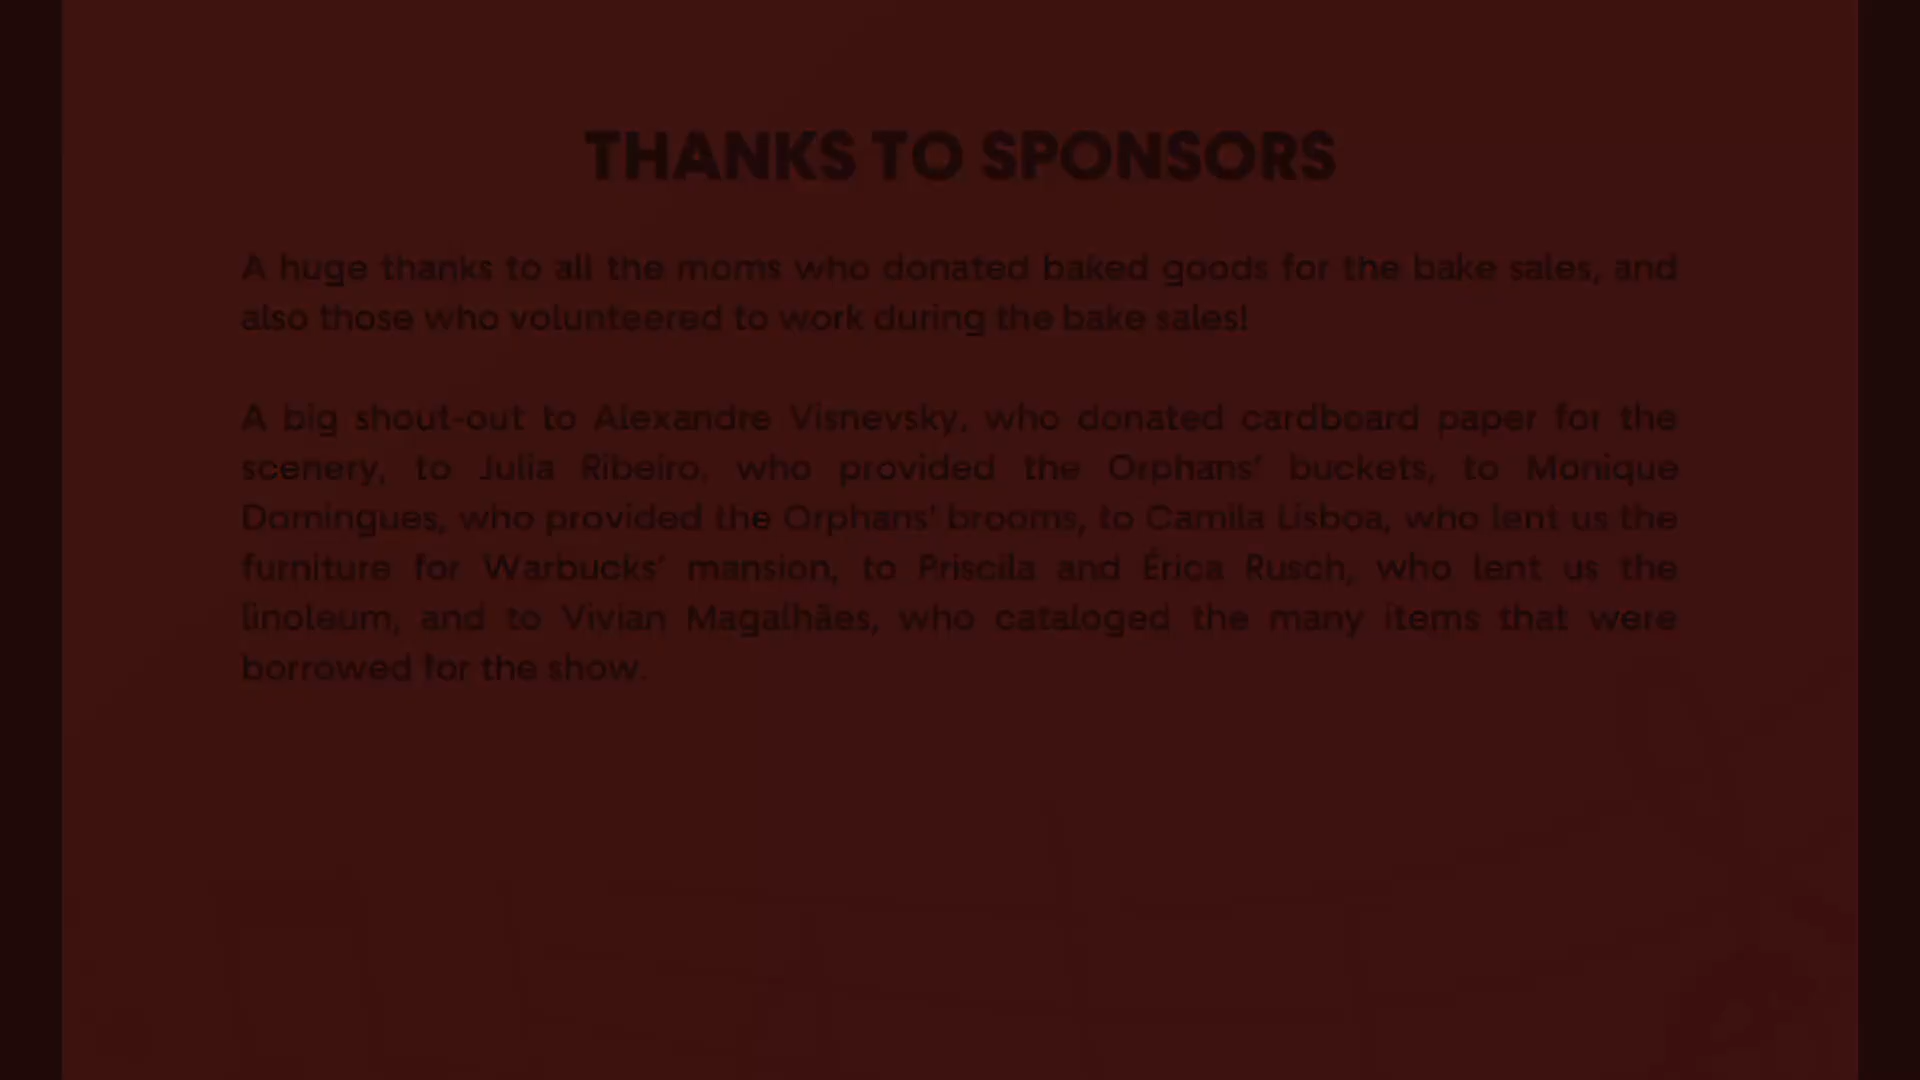 THANKS TO SPONSORS
A huge thanks to all the moms who donated baked goods for the bake sales, and
also those who volunteered to work during the bake sales!
A big shout-out to Alexandre Visnevsky, who donated cardboard paper for the
scenery, to Julia Ribeiro, who provided the Orphans' buckets, to Monique
Domingues, who provided the Orphans' brooms, to Camila Lisboa, who lent us the
furniture for Warbucks' mansion, to Priscila and Érica Rusch, who lent us the
linoleum, and to Vivian Magalhães, who cataloged the many items that were
borrowed for the show.